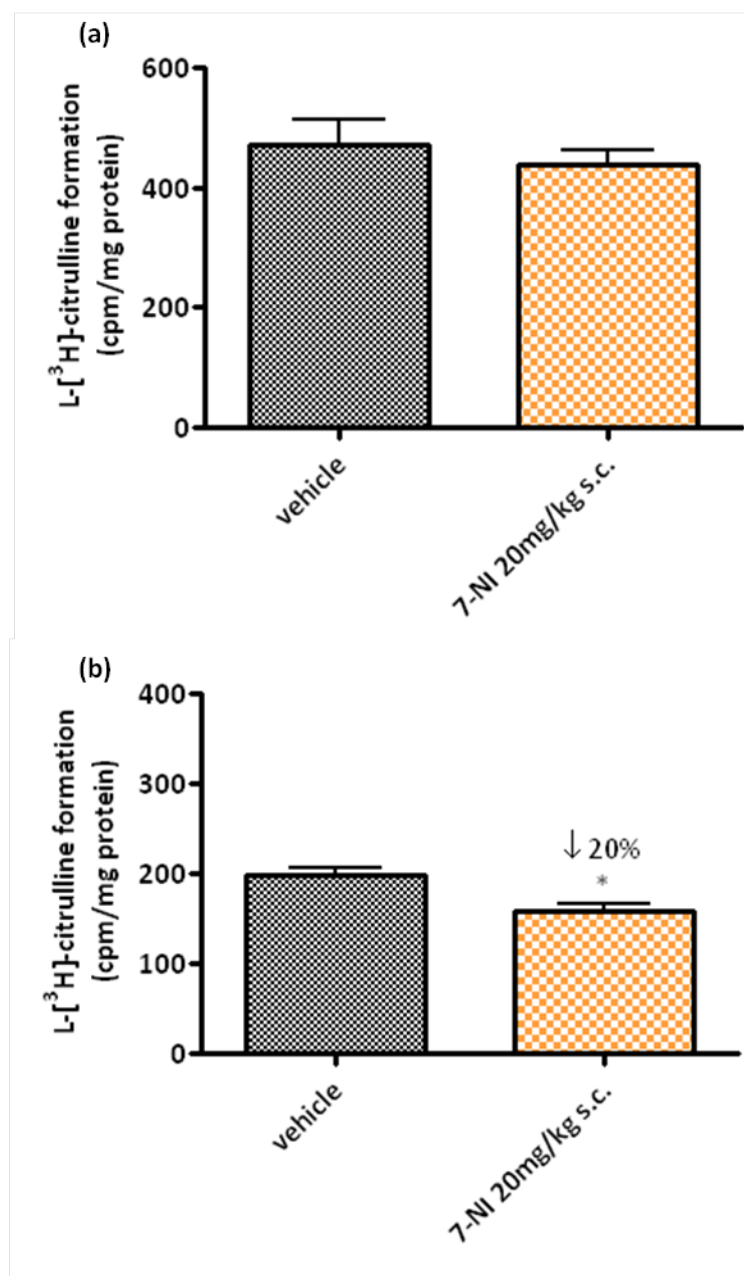 (a)
L-[³H]-citrulline formation
(cpm/mg protein)
600
400
200
0
vehicle
7-NI 20mg/kg s.c.
(b)
L-[³H]-citrulline formation
(cpm/mg protein)
400
300
200
100
0
↓ 20%
*
vehicle
7-NI 20mg/kg s.c.